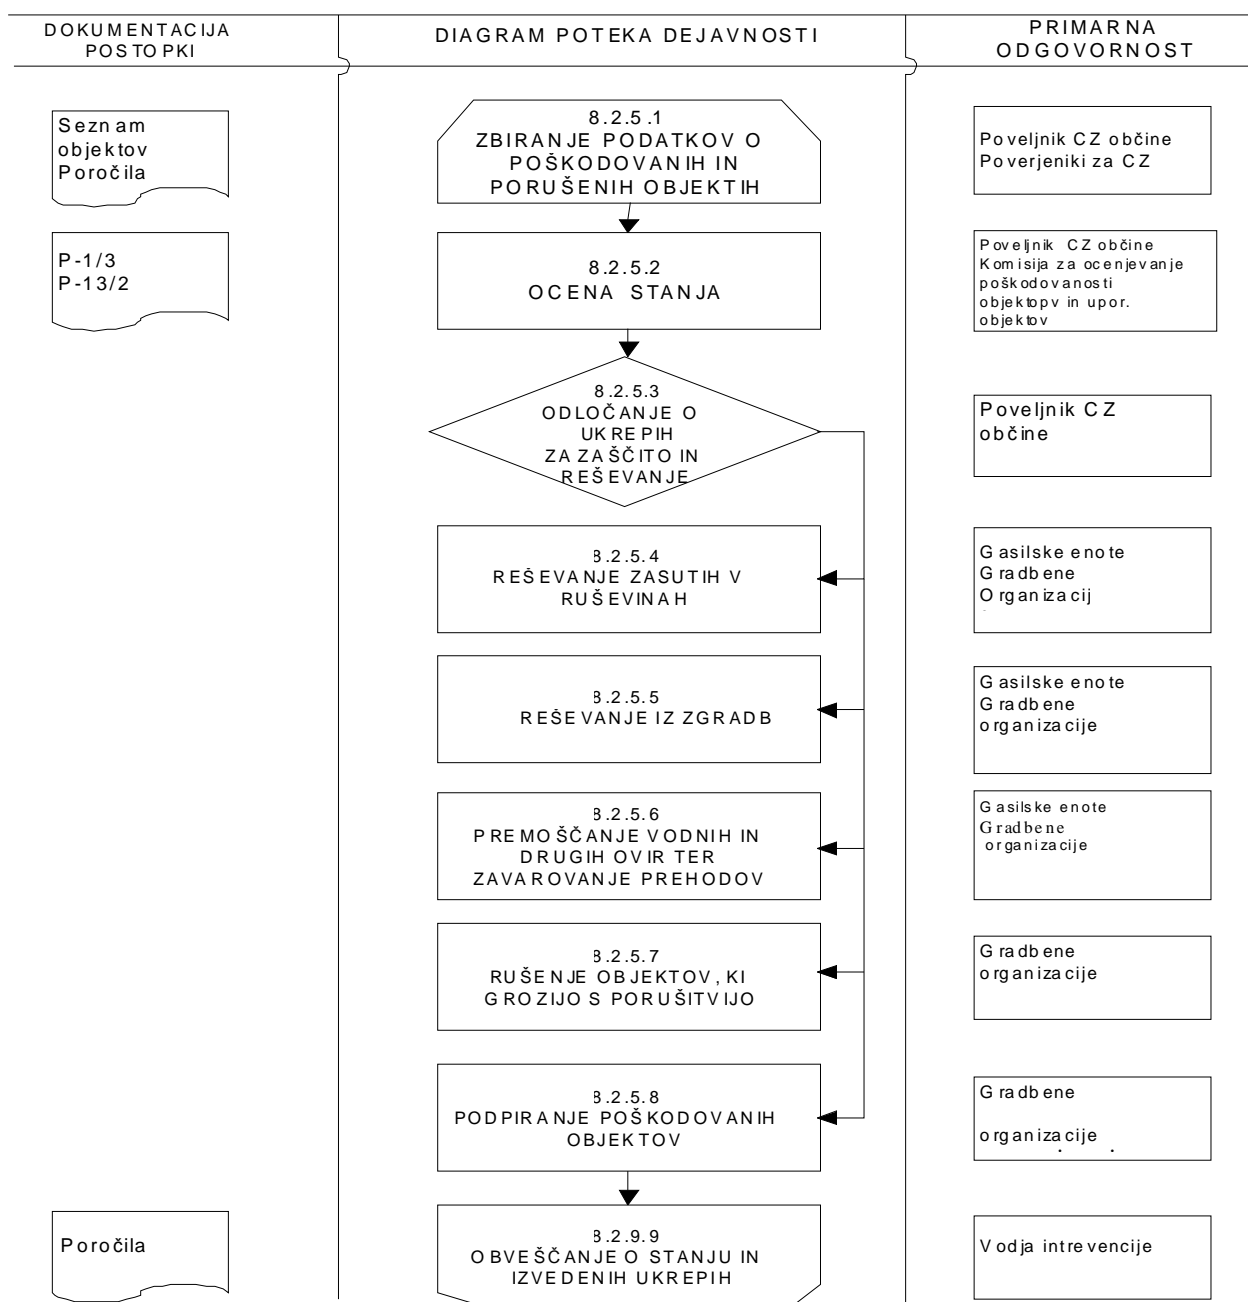 DOKUMENTACIJA
POSTOPKI
DIAGRAM POTEKA DEJAVNOSTI
PRIMARNA
ODGOVORNOST
Seznam
objektov
Poročila
8.2.5.1
ZBIRANJE PODATKOV O
POŠKODOVANIH IN
PORUŠENIH OBJEKTIH
Poveljnik CZ občine
Poverjeniki za CZ
P-1/3
P-13/2
8.2.5.2
OCENA STANJA
Poveljnik CZ občine
Komisija za ocenjevanje
poškodovanosti
objektopv in upor.
objektov
8.2.5.3
ODLOČANJE O
UKREPIH
ZA ZAŠČITO IN
REŠEVANJE
Poveljnik CZ
občine
8.2.5.4
REŠEVANJE ZASUTIH V
RUŠEVINAH
Gasilske enote
Gradbene
Organizacij
8.2.5.5
REŠEVANJE IZ ZGRADB
Gasilske enote
Gradbene
organizacije
8.2.5.6
PREMOŠČANJE VODNIH IN
DRUGIH OVIR TER
ZAVAROVANJE PREHODOV
Gasilske enote
Gradbene
organizacije
8.2.5.7
RUŠENJE OBJEKTOV, KI
GROZIJO S PORUŠITVIJO
Gradbene
organizacije
8.2.5.8
PODPIRANJE POŠKODOVANIH
OBJEKTOV
Gradbene
organizacije
Poročila
8.2.9.9
OBVEŠČANJE O STANJU IN
IZVEDENIH UKREPIH
Vodja intrevencije